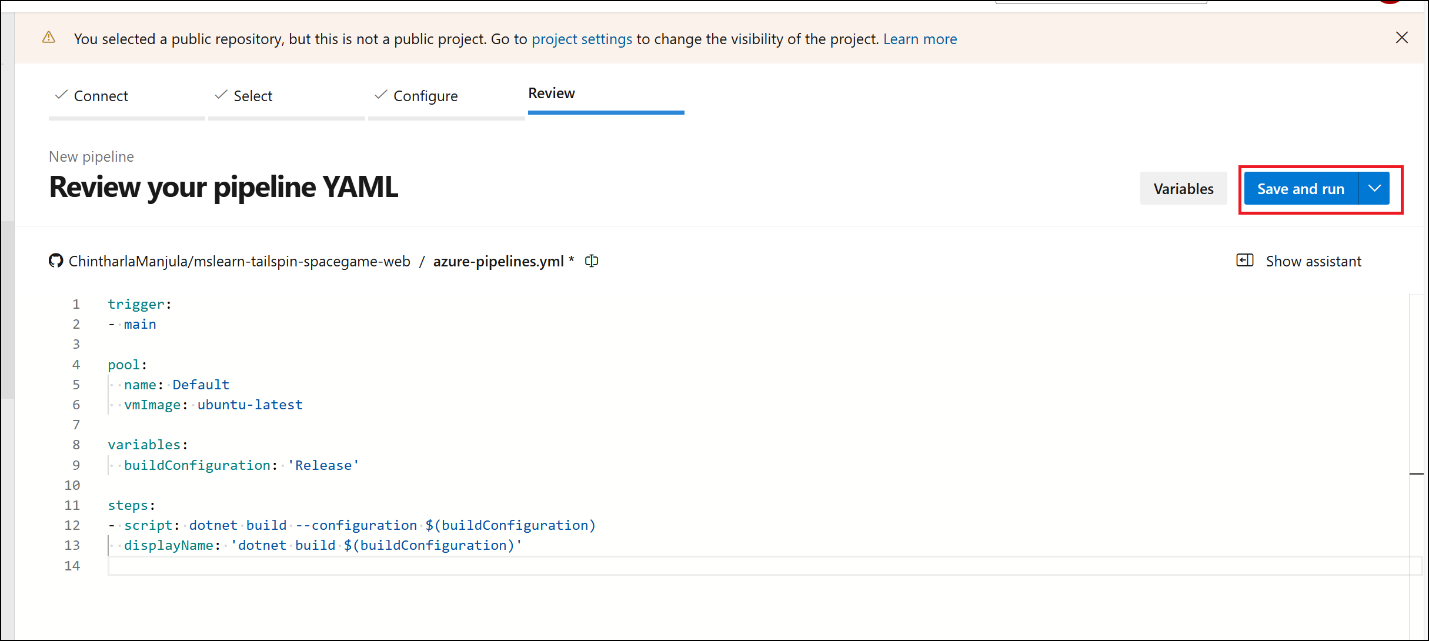 You selected a public repository, but this is not a public project. Go to project settings to change the visibility of the project. Learn more
Connect
Select
Configure
Review
New pipeline
Review your pipeline YAML
Variables
Save and run
ChintharlaManjula/mslearn-tailspin-spacegame-web / azure-pipelines.yml *
Show assistant
1 trigger:
2 - main
3
4 pool:
5   name: Default
6   vmImage: ubuntu-latest
7
8 variables:
9   buildConfiguration: 'Release'
10
11 steps:
12 - script: dotnet build --configuration $(buildConfiguration)
13   displayName: 'dotnet build $(buildConfiguration)'
14